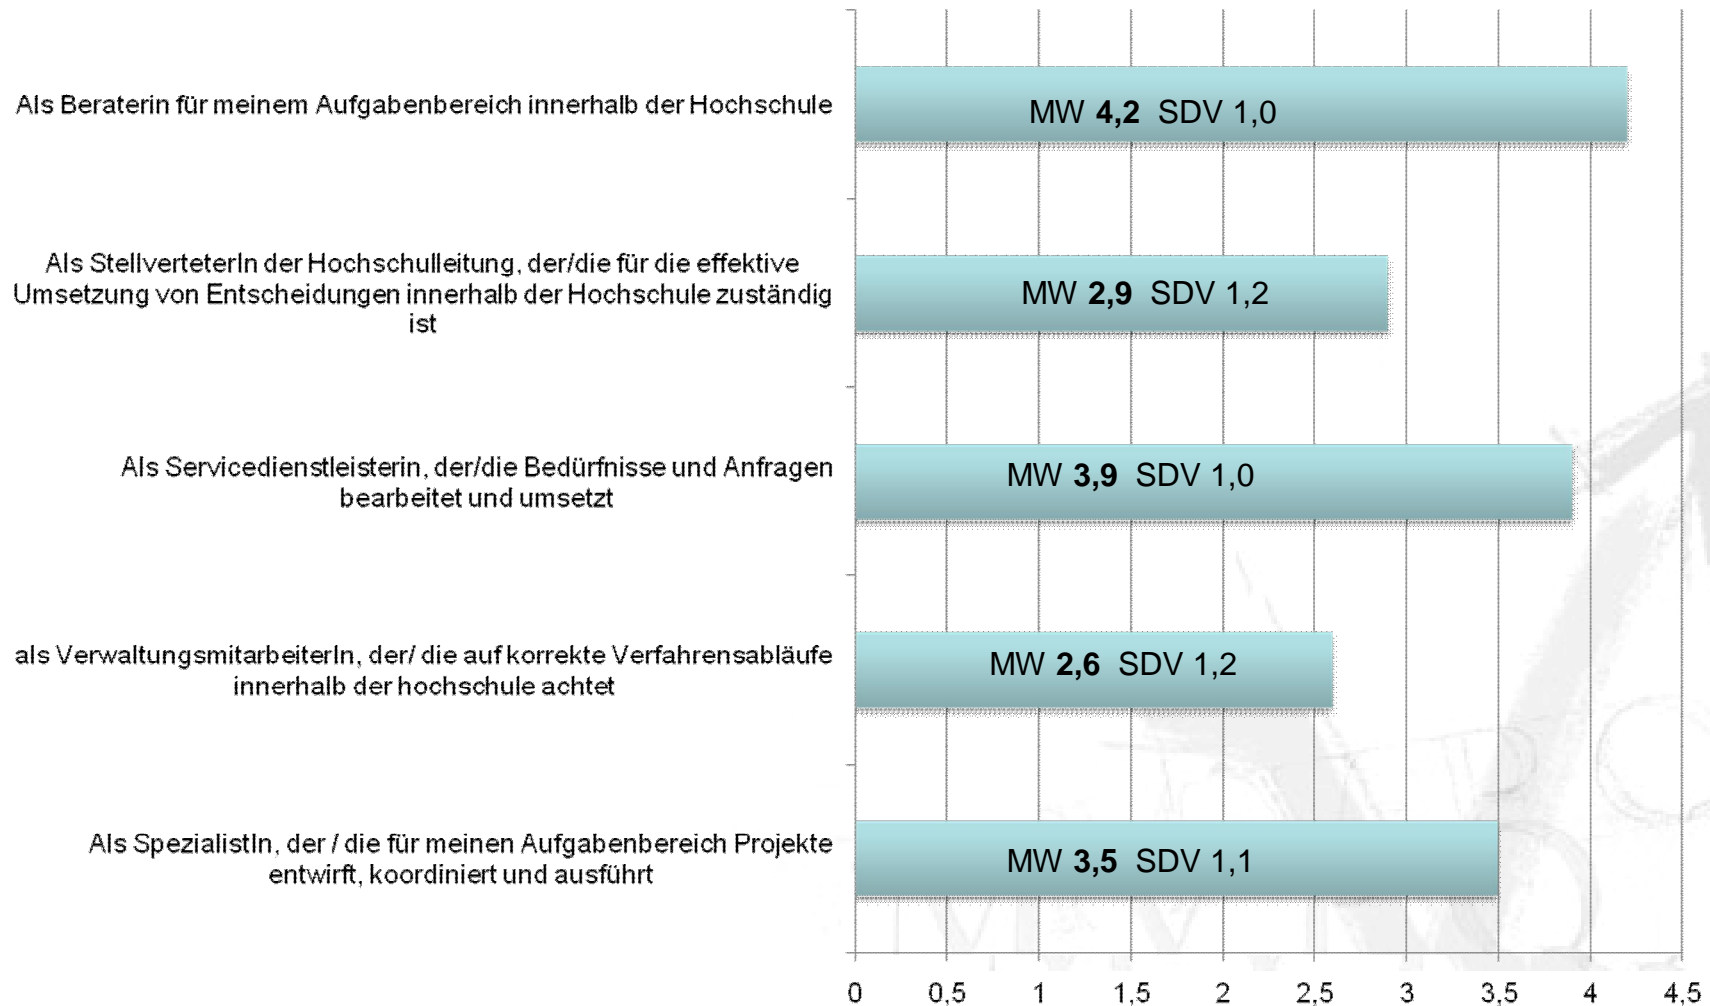 Als Beraterin für meinem Aufgabenbereich innerhalb der Hochschule
MW 4,2 SDV 1,0
Als StellverteterIn der Hochschulleitung, der/die für die effektive
Umsetzung von Entscheidungen innerhalb der Hochschule zuständig
ist
MW 2,9 SDV 1,2
Als Servicedienstleisterin, der/die Bedürfnisse und Anfragen
bearbeitet und umsetzt
MW 3,9 SDV 1,0
als VerwaltungsmitarbeiterIn, der/ die auf korrekte Verfahrensabläufe
innerhalb der hochschule achtet
MW 2,6 SDV 1,2
Als SpezialistIn, der / die für meinen Aufgabenbereich Projekte
entwirft, koordiniert und ausführt
MW 3,5 SDV 1,1
0 0,5 1 1,5 2 2,5 3 3,5 4 4,5